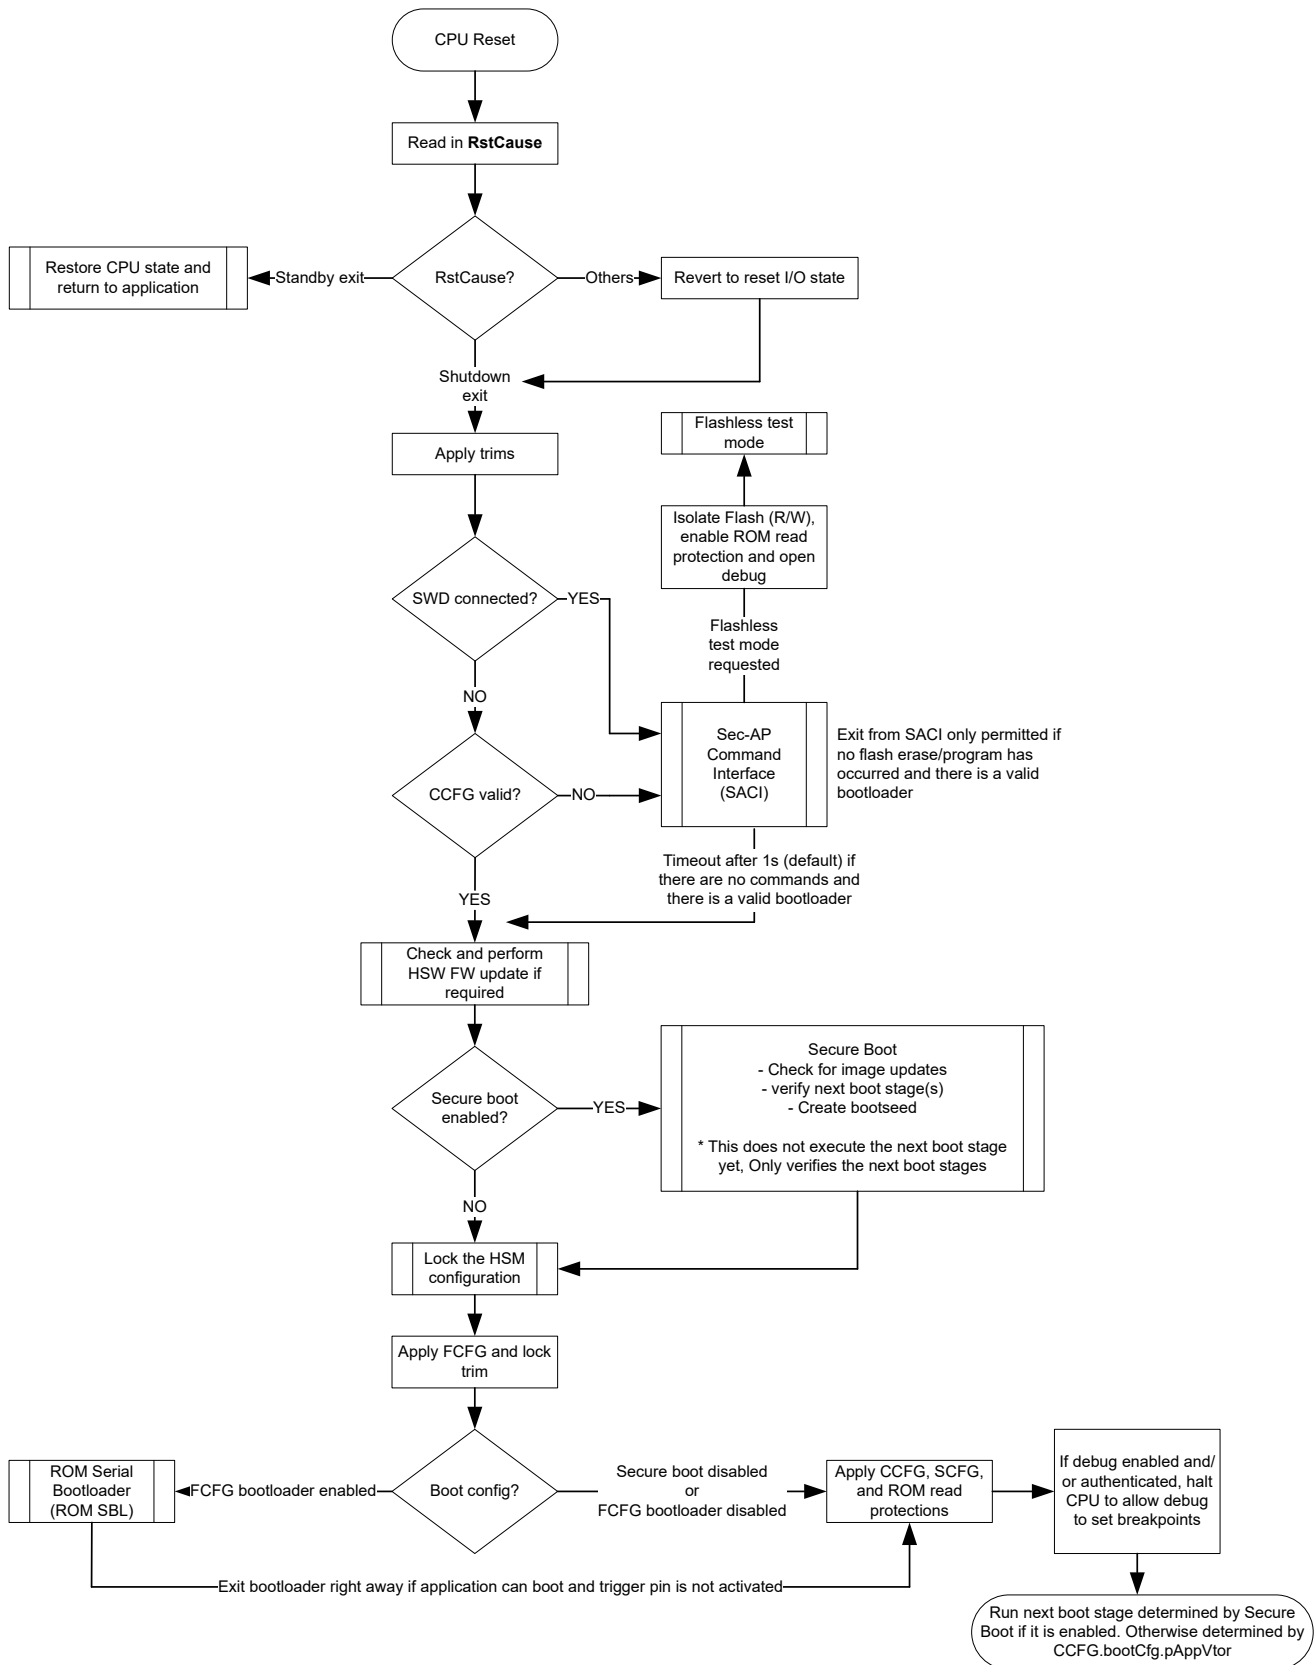 CPU Reset
Read in RstCause
Restore CPU state and
return to application
Standby exit
RstCause?
Others
Revert to reset I/O state
Shutdown
exit
Apply trims
Flashless test
mode
Isolate Flash (R/W),
enable ROM read
protection and open
debug
SWD connected?
YES
Flashless
test mode
requested
NO
Sec-AP
Command
Interface
(SACI)
Exit from SACI only permitted if
no flash erase/program has
occurred and there is a valid
bootloader
CCFG valid?
NO
Timeout after 1s (default) if
there are no commands and
there is a valid bootloader
YES
Check and perform
HSW FW update if
required
Secure boot
enabled?
YES
Secure Boot
- Check for image updates
- verify next boot stage(s)
- Create bootseed
* This does not execute the next boot stage
yet, Only verifies the next boot stages
NO
Lock the HSM
configuration
Apply FCFG and lock
trim
ROM Serial
Bootloader
(ROM SBL)
FCFG bootloader enabled
Boot config?
Secure boot disabled
or
FCFG bootloader disabled
Apply CCFG, SCFG,
and ROM read
protections
If debug enabled and/
or authenticated, halt
CPU to allow debug
to set breakpoints
Exit bootloader right away if application can boot and trigger pin is not activated
Run next boot stage determined by Secure
Boot if it is enabled. Otherwise determined by
CCFG.bootCfg.pAppVtor